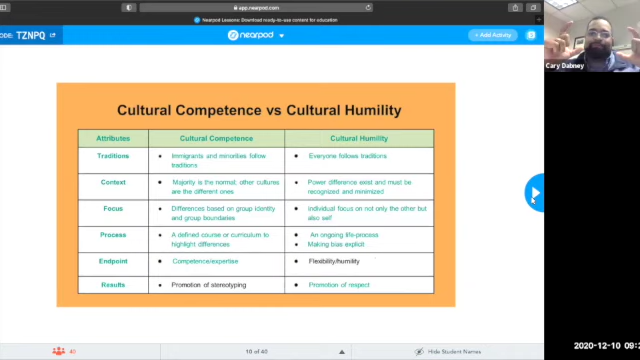 app.nearpod.com
Nearpod Lessons: Download ready-to-use content for education
CODE: TZNPQ
nearpod
+ Add Activity
Cary Dabney
Cultural Competence vs Cultural Humility
Attributes
Cultural Competence
Cultural Humility
Traditions
Immigrants and minorities follow
traditions
Everyone follows traditions
Context
Majority is the normal; other cultures
are the different ones
Power difference exist and must be
recognized and minimized
Focus
Differences based on group identity
and group boundaries
Individual focus on not only the other but
also self
Process
A defined course or curriculum to
highlight differences
An ongoing life-process
Making bias explicit
Endpoint
Competence/expertise
Flexibility/humility
Results
Promotion of stereotyping
Promotion of respect
10 of 40
Hide Student Names
2020-12-10 09:2